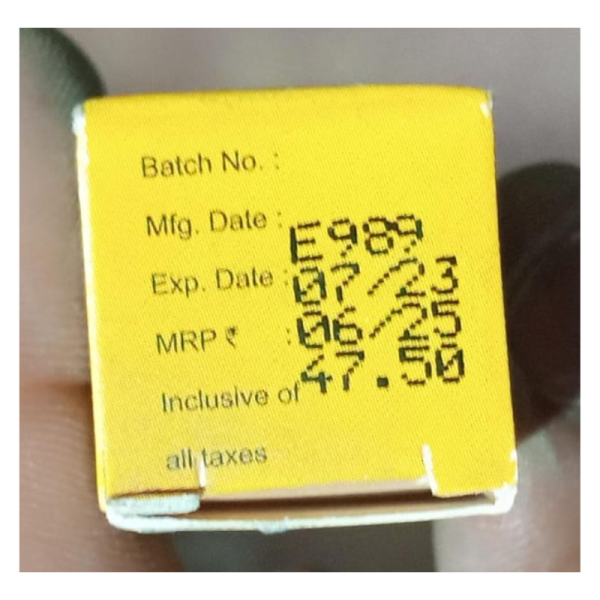 Batch No. :
Mfg. Date : E989
Exp. Date : 07/23
MRP ₹ : 06/25
Inclusive of 47.50
all taxes